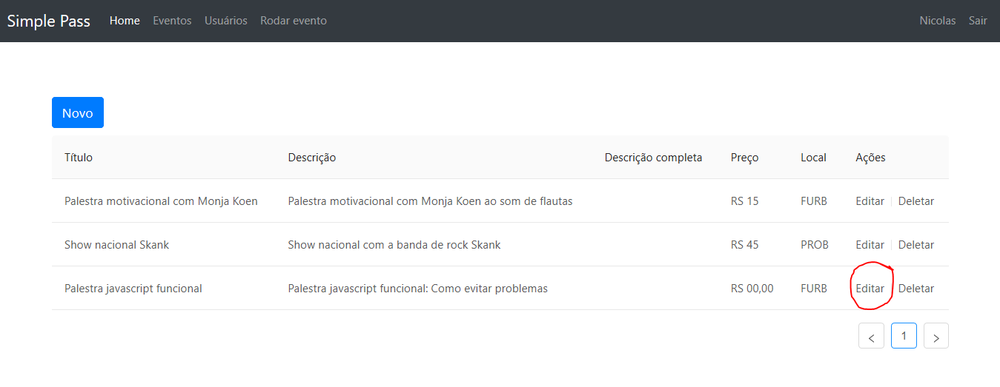 Simple Pass Home Eventos Usuários Rodar evento Nicolas Sair
Novo
Título Descrição Descrição completa Preço Local Ações
Palestra motivacional com Monja Koen Palestra motivacional com Monja Koen ao som de flautas RS 15 FURB Editar Deletar
Show nacional Skank Show nacional com a banda de rock Skank RS 45 PROB Editar Deletar
Palestra javascript funcional Palestra javascript funcional: Como evitar problemas RS 00,00 FURB Editar Deletar
< 1 >